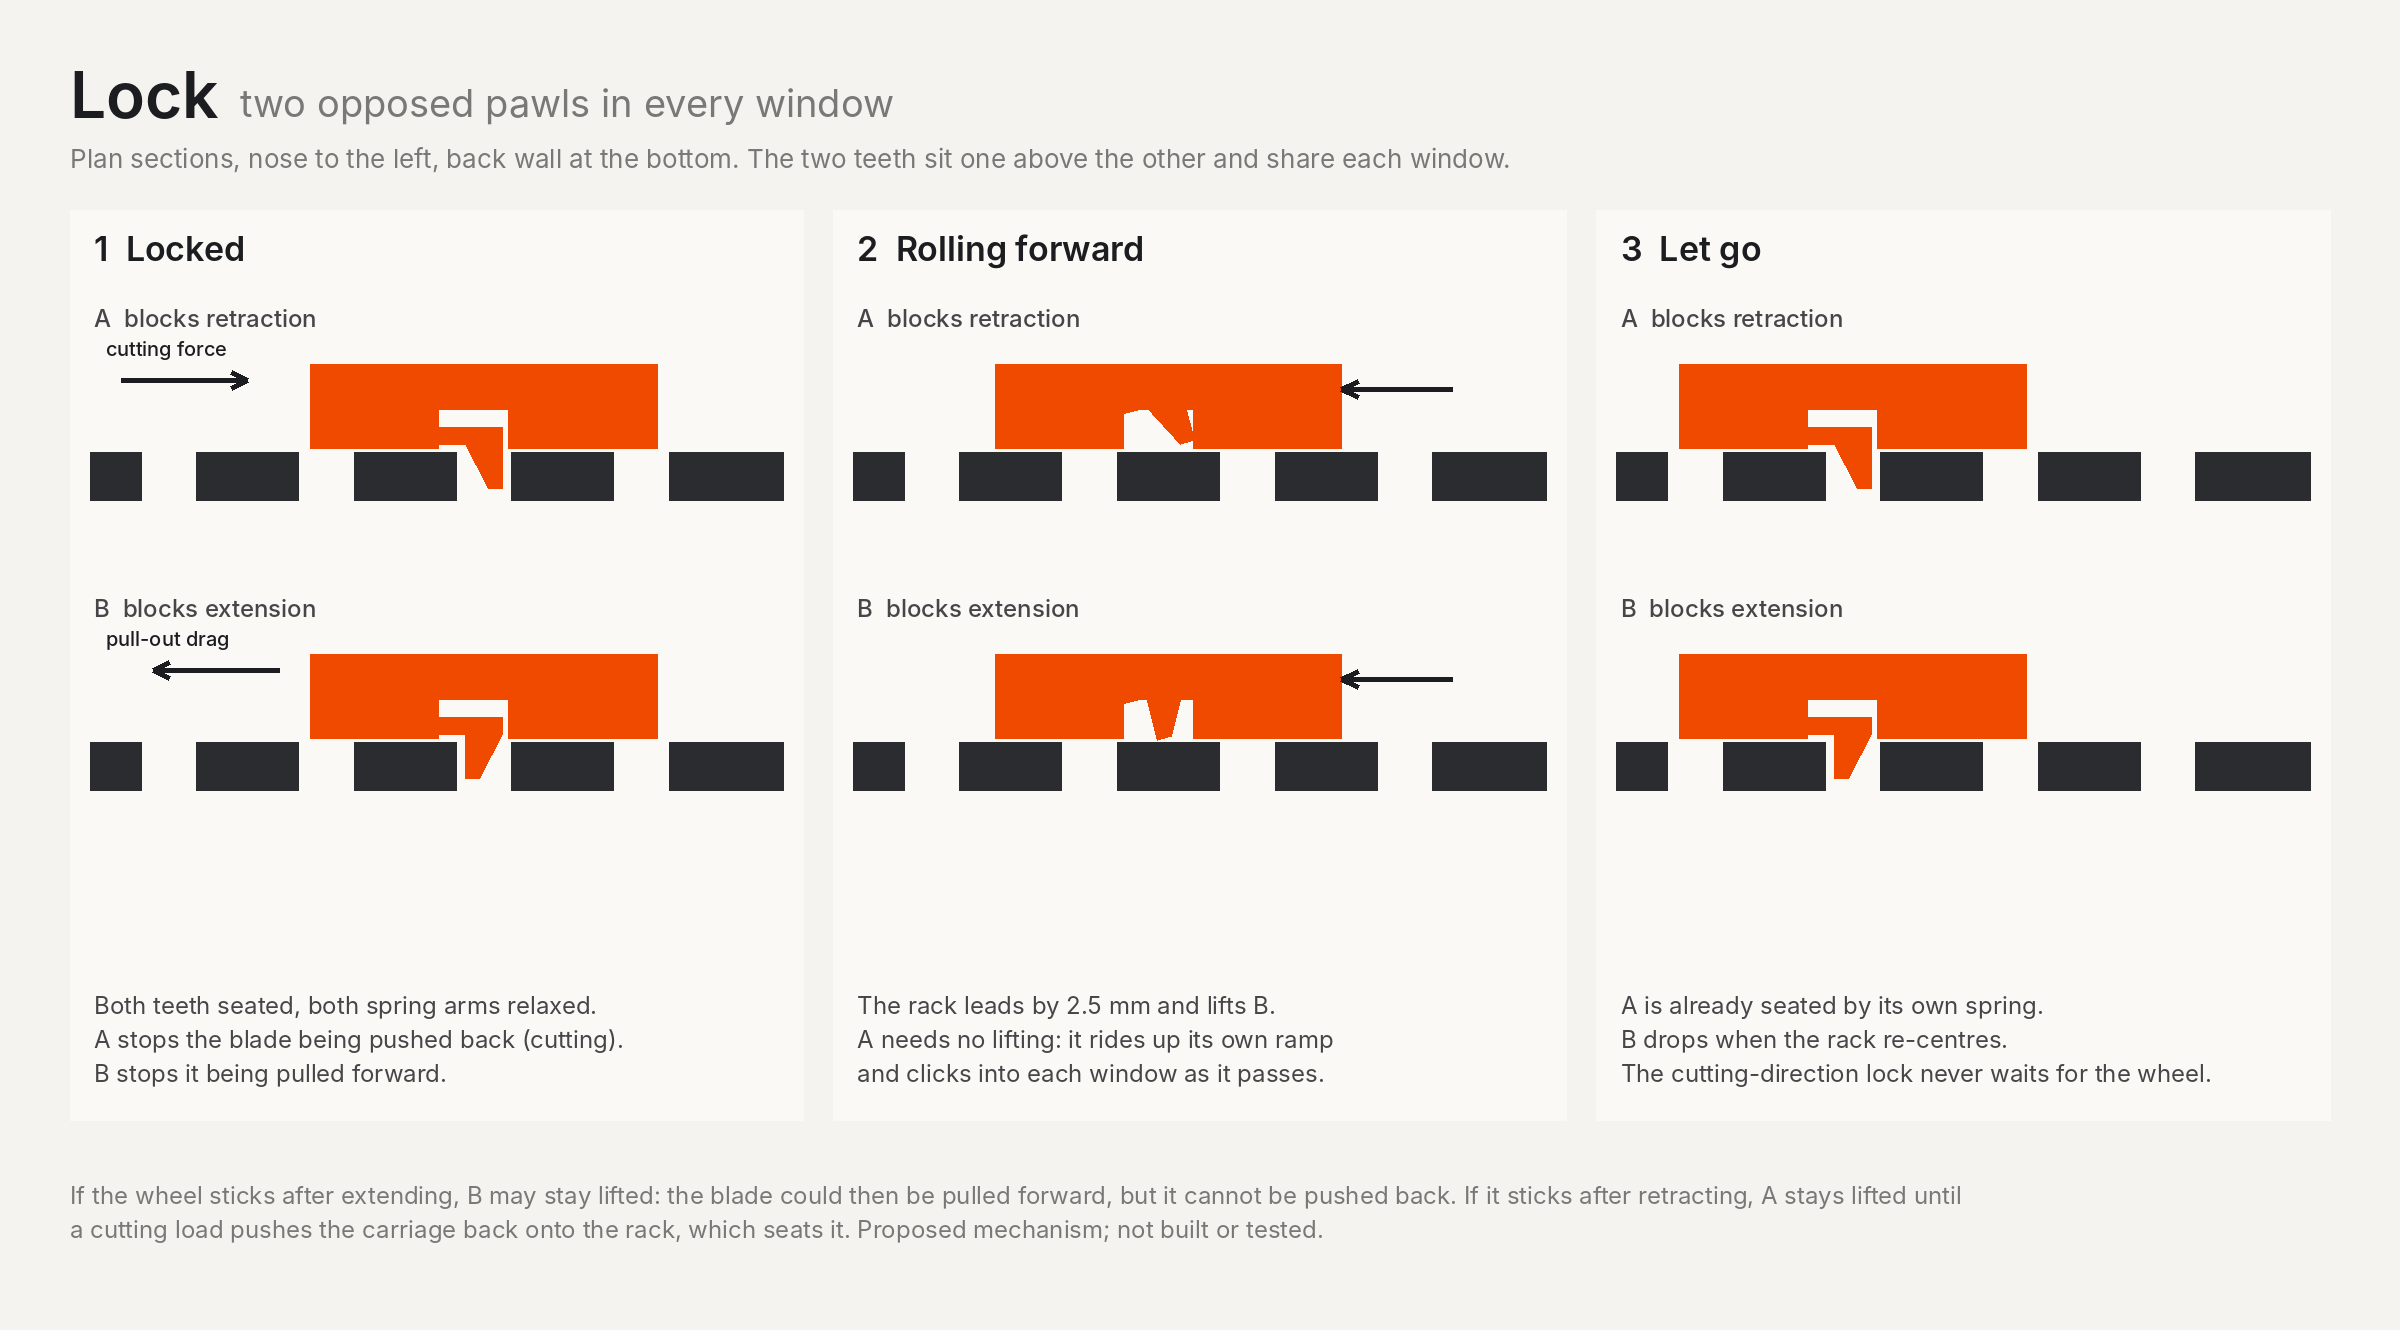 Lock two opposed pawls in every window
Plan sections, nose to the left, back wall at the bottom. The two teeth sit one above the other and share each window.
1 Locked
A blocks retraction
cutting force
B blocks extension
pull-out drag
Both teeth seated, both spring arms relaxed.
A stops the blade being pushed back (cutting).
B stops it being pulled forward.
2 Rolling forward
A blocks retraction
B blocks extension
The rack leads by 2.5 mm and lifts B.
A needs no lifting: it rides up its own ramp
and clicks into each window as it passes.
3 Let go
A blocks retraction
B blocks extension
A is already seated by its own spring.
B drops when the rack re-centres.
The cutting-direction lock never waits for the wheel.
If the wheel sticks after extending, B may stay lifted: the blade could then be pulled forward, but it cannot be pushed back. If it sticks after retracting, A stays lifted until
a cutting load pushes the carriage back onto the rack, which seats it. Proposed mechanism; not built or tested.